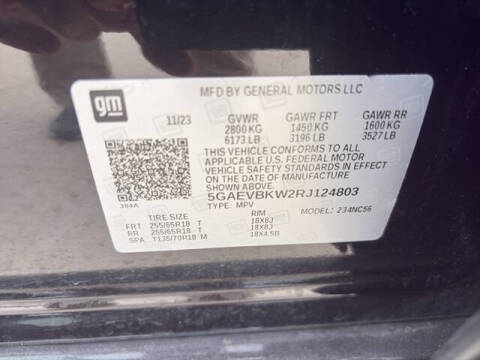 gm
MFD BY GENERAL MOTORS LLC
11/23 GVWR GAWR FRT GAWR RR
2800 KG 1450 KG 1600 KG
6173 LB 3196 LB 3527 LB
THIS VEHICLE CONFORMS TO ALL
APPLICABLE U.S. FEDERAL MOTOR
VEHICLE SAFETY STANDARDS IN EFFECT
ON THE DATE OF MANUFACTURE
SHOWN ABOVE.
5GAEVBKW2RJ124803
384A TYPE: MPV MODEL: 234NC56
TIRE SIZE RIM
FRT 255/65R18 T 18X8J
RR 255/65R18 T 18X8J
SPA T135/70R18 M 18X4.5B